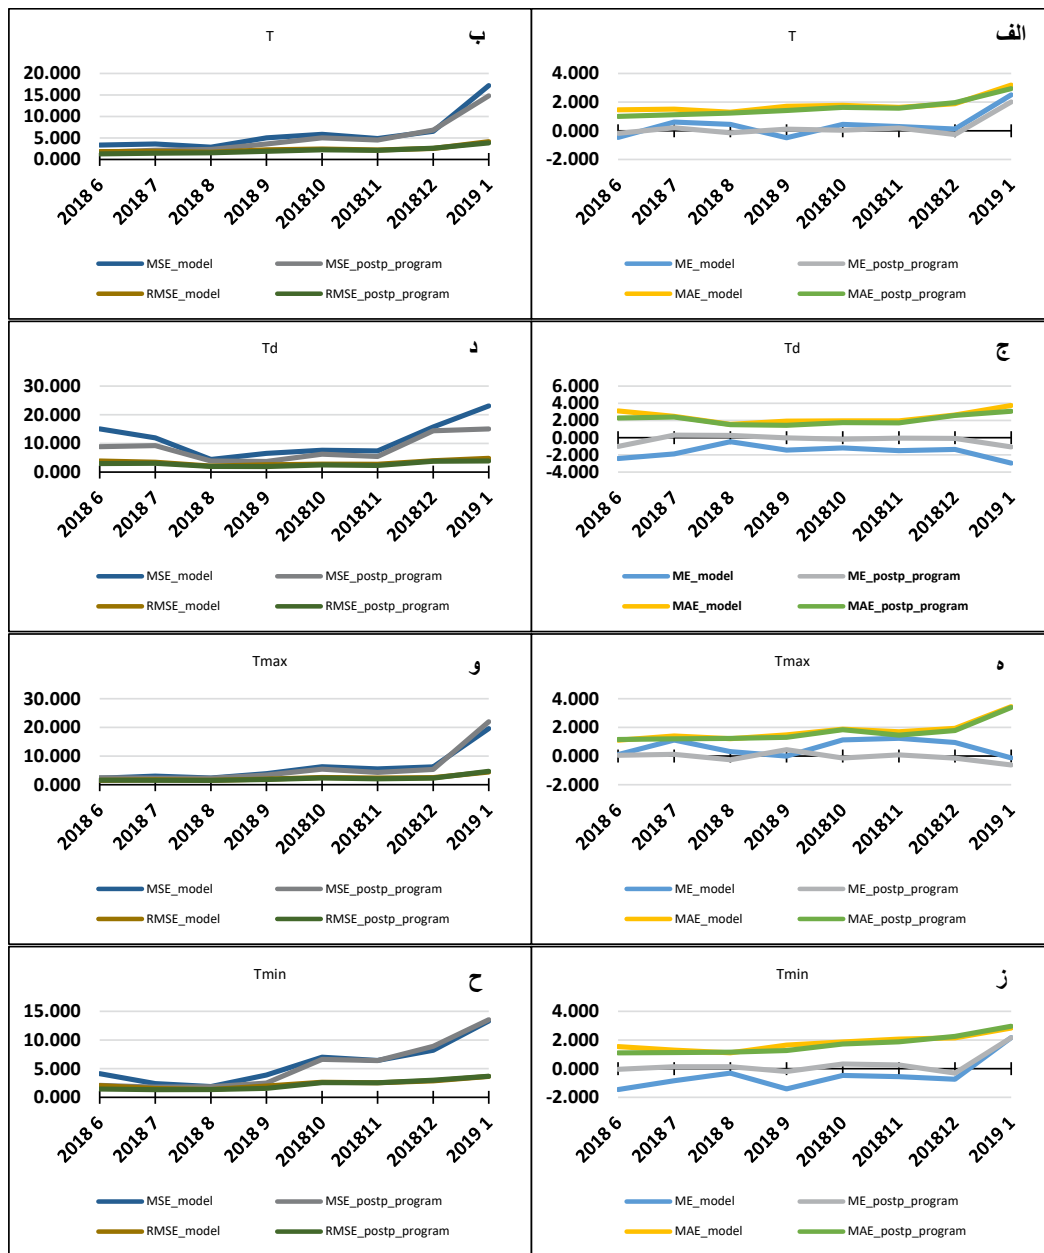 الف
T
4.000
2.000
0.000
-2.000
2018 6
2018 7
2018 8
2018 9
201810
201811
201812
2019 1
ME_model
ME_postp_program
MAE_model
MAE_postp_program
ب
T
20.000
15.000
10.000
5.000
0.000
2018 6
2018 7
2018 8
2018 9
201810
201811
201812
2019 1
MSE_model
MSE_postp_program
RMSE_model
RMSE_postp_program
ج
Td
6.000
4.000
2.000
0.000
-2.000
-4.000
2018 6
2018 7
2018 8
2018 9
201810
201811
201812
2019 1
ME_model
ME_postp_program
MAE_model
MAE_postp_program
د
Td
30.000
20.000
10.000
0.000
2018 6
2018 7
2018 8
2018 9
201810
201811
201812
2019 1
MSE_model
MSE_postp_program
RMSE_model
RMSE_postp_program
ه
Tmax
4.000
2.000
0.000
-2.000
2018 6
2018 7
2018 8
2018 9
201810
201811
201812
2019 1
ME_model
ME_postp_program
MAE_model
MAE_postp_program
و
Tmax
30.000
20.000
10.000
0.000
2018 6
2018 7
2018 8
2018 9
201810
201811
201812
2019 1
MSE_model
MSE_postp_program
RMSE_model
RMSE_postp_program
ز
Tmin
4.000
2.000
0.000
-2.000
2018 6
2018 7
2018 8
2018 9
201810
201811
201812
2019 1
ME_model
ME_postp_program
MAE_model
MAE_postp_program
ح
Tmin
15.000
10.000
5.000
0.000
2018 6
2018 7
2018 8
2018 9
201810
201811
201812
2019 1
MSE_model
MSE_postp_program
RMSE_model
RMSE_postp_program